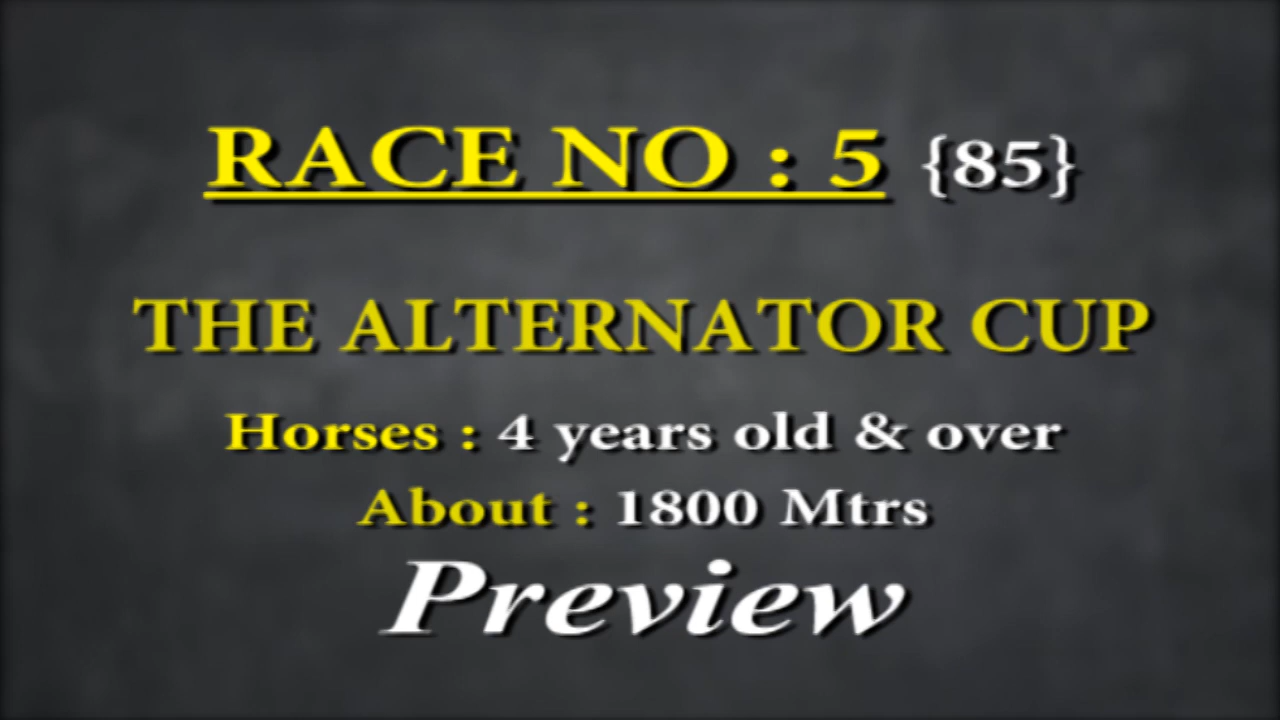 RACE NO : 5 {85}
THE ALTERNATOR CUP
Horses : 4 years old & over
About : 1800 Mtrs
Preview